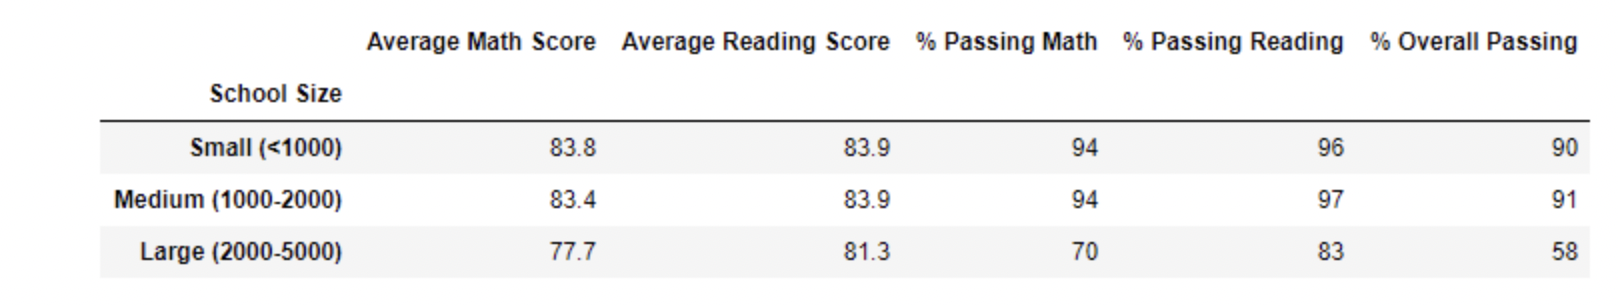 Average Math Score Average Reading Score % Passing Math % Passing Reading % Overall Passing
School Size
Small (<1000) 83.8 83.9 94 96 90
Medium (1000-2000) 83.4 83.9 94 97 91
Large (2000-5000) 77.7 81.3 70 83 58